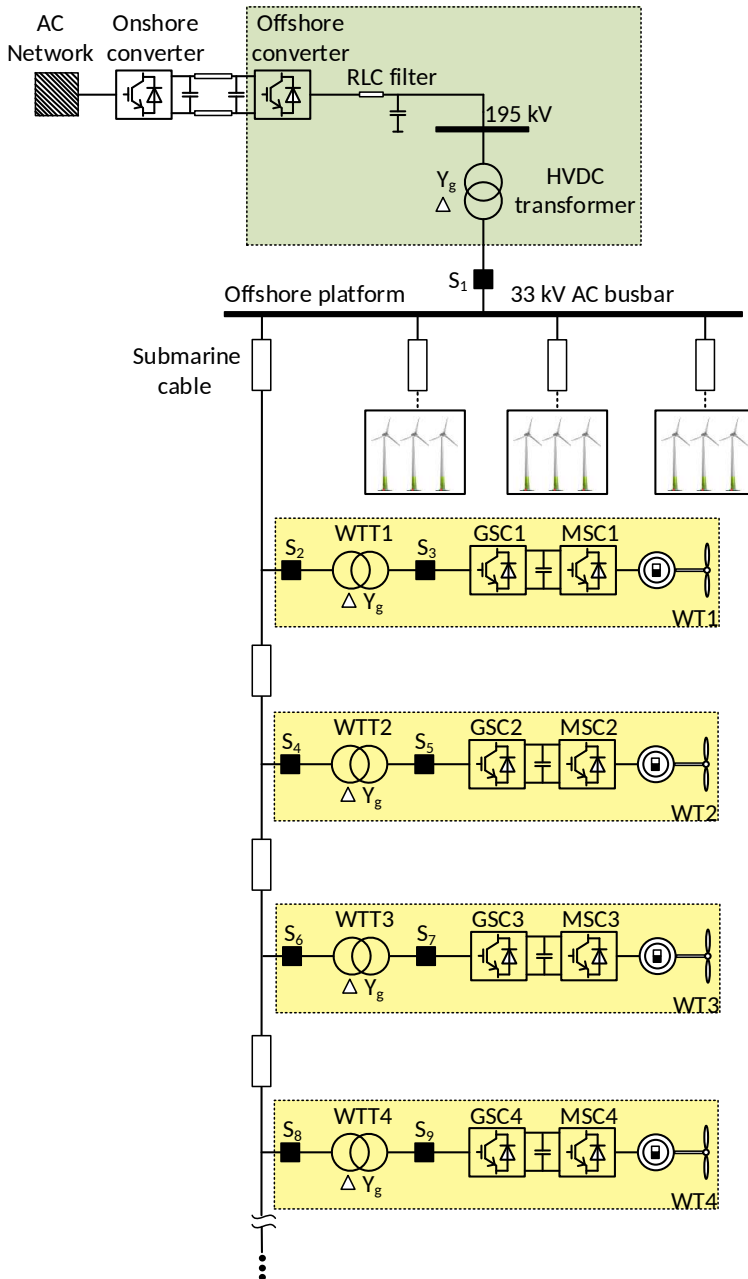 AC
Network
Onshore
converter
Offshore
converter
RLC filter
195 kV
Yg
△
HVDC
transformer
S1
Offshore platform
33 kV AC busbar
Submarine
cable
S2
WTT1
S3
GSC1
MSC1
△ Yg
WT1
S4
WTT2
S5
GSC2
MSC2
△ Yg
WT2
S6
WTT3
S7
GSC3
MSC3
△ Yg
WT3
S8
WTT4
S9
GSC4
MSC4
△ Yg
WT4